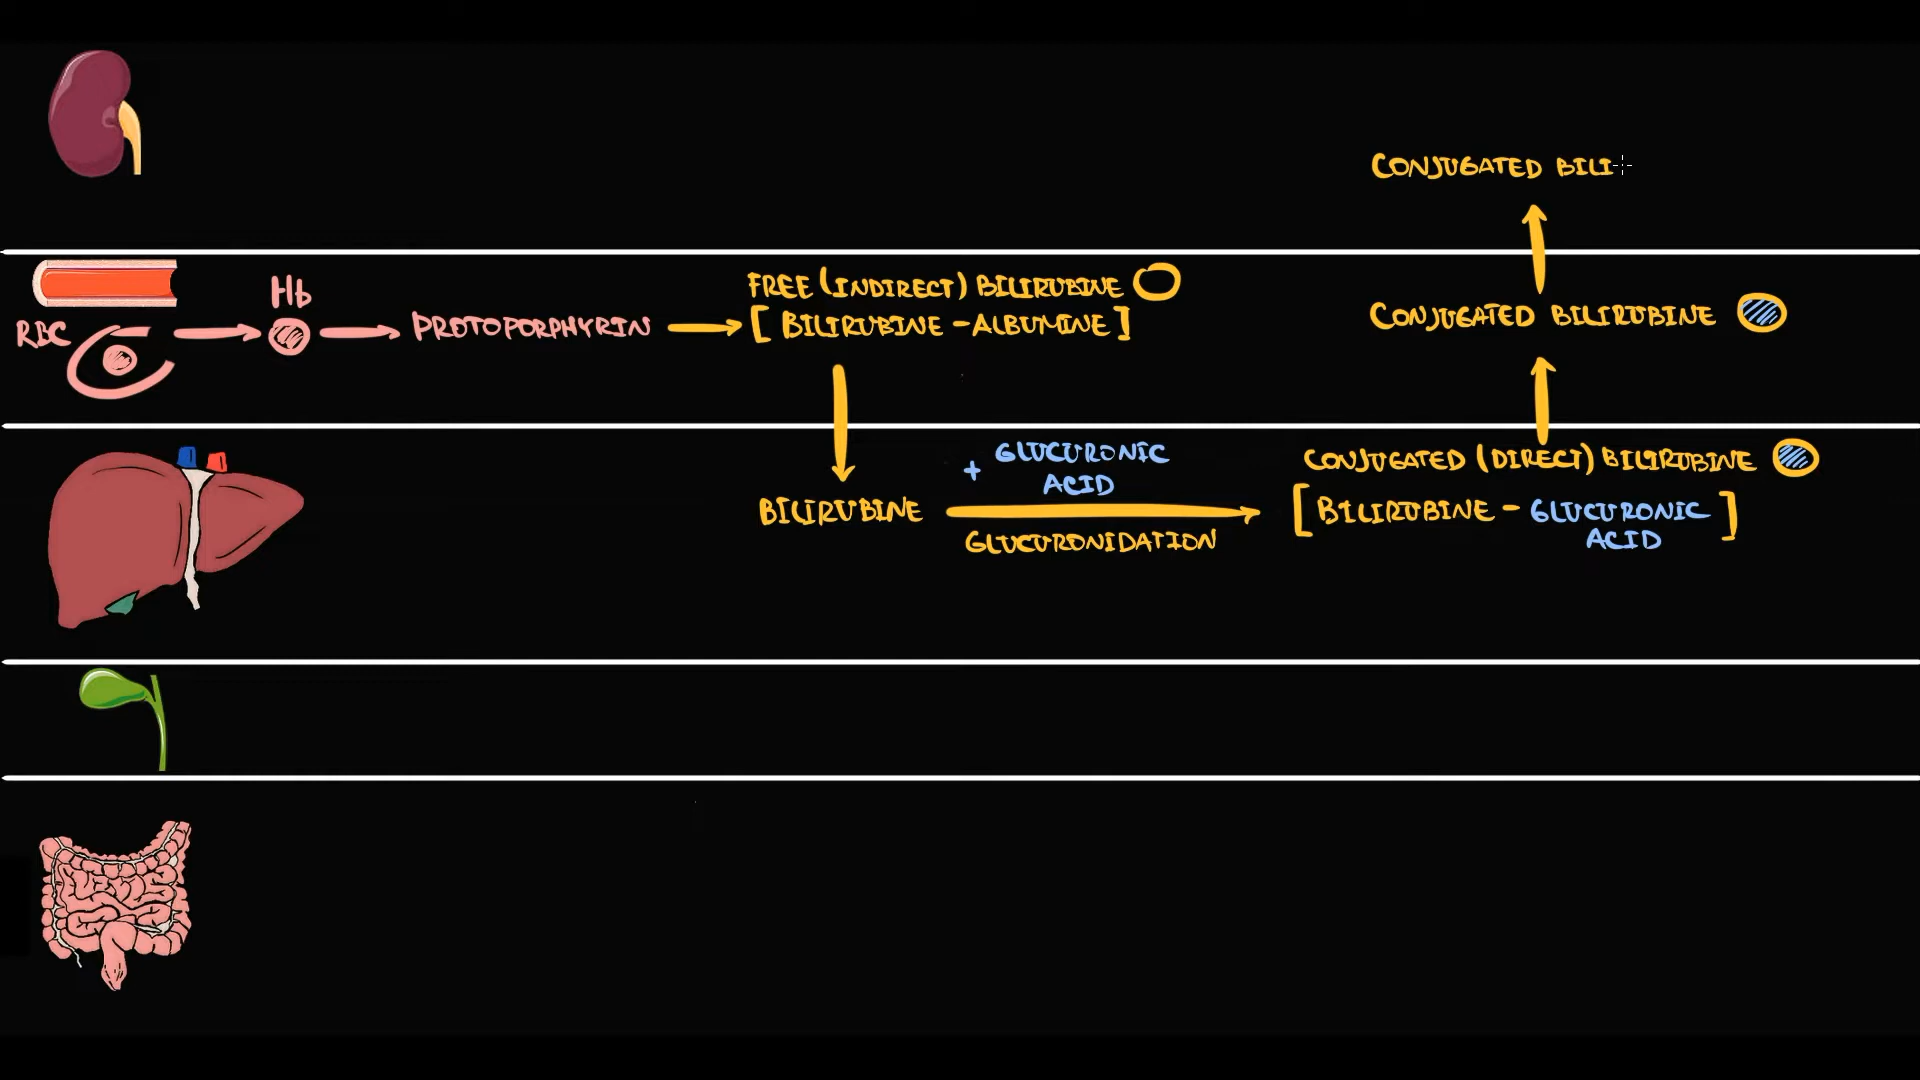 CONJUGATED BILI
Hb
RBC
PROTOPORPHYRIN
FREE (INDIRECT) BILIRUBINE
[ BILIRUBINE - ALBUMINE ]
CONJUGATED BILIRUBINE
+ GLUCURONIC
ACID
BILIRUBINE
GLUCURONIDATION
CONJUGATED (DIRECT) BILIRUBINE
[ BILIRUBINE - GLUCURONIC ]
ACID